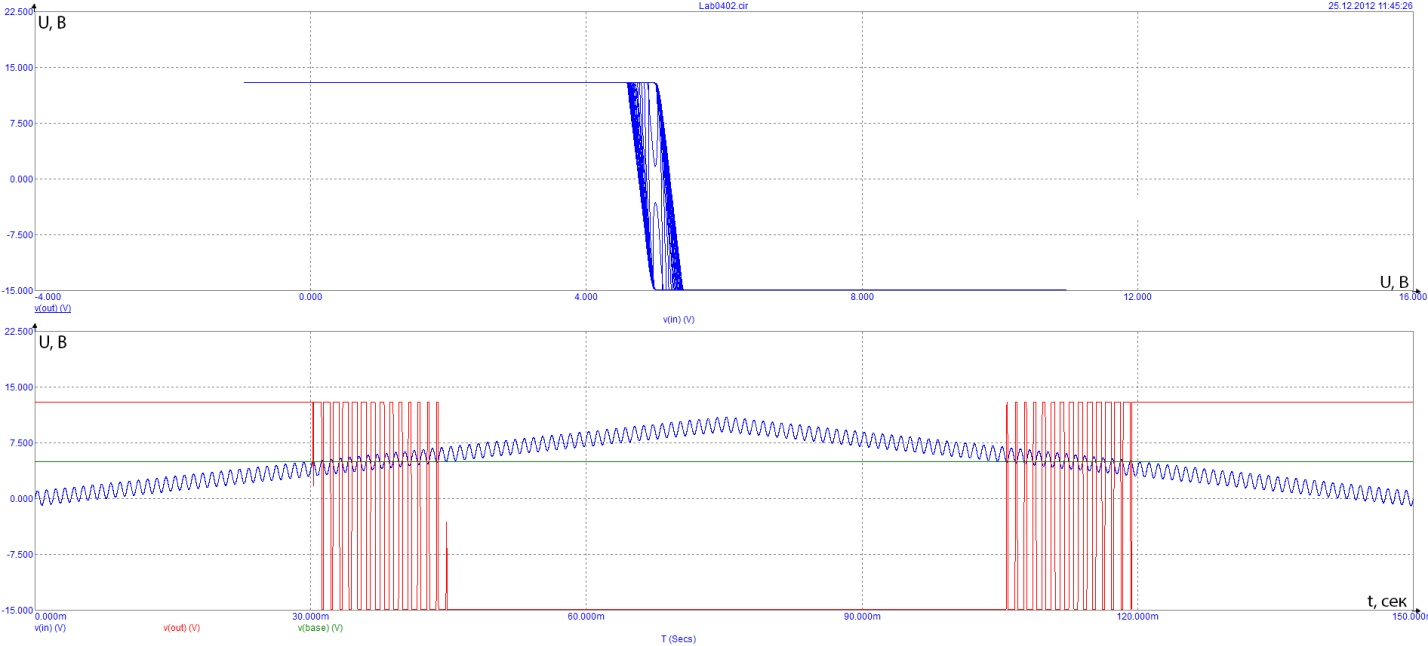 Lab0402.cir 25.12.2012 11:45:26
22.500
U, В
15.000
7.500
0.000
-7.500
-15.000
U, В
-4.000 0.000 4.000 8.000 12.000 16.000
v(out) (V)
v(in) (V)
22.500
U, В
15.000
7.500
0.000
-7.500
-15.000
t, сек
0.000m 30.000m 60.000m 90.000m 120.000m 150.000m
v(in) (V) v(out) (V) v(base) (V)
T (Secs)